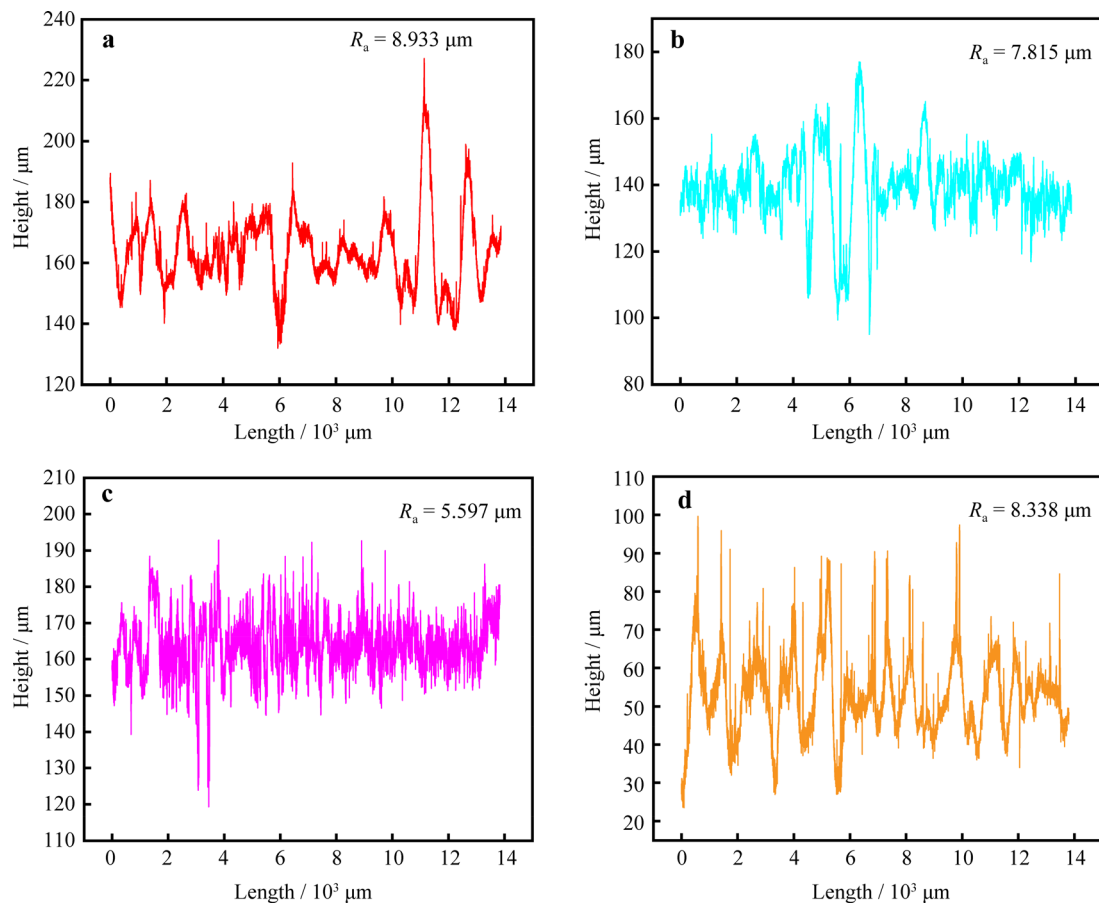 a
R_a = 8.933 μm
240
220
200
180
160
140
120
Height / μm
0 2 4 6 8 10 12 14
Length / 10³ μm
b
R_a = 7.815 μm
180
160
140
120
100
80
Height / μm
0 2 4 6 8 10 12 14
Length / 10³ μm
c
R_a = 5.597 μm
210
200
190
180
170
160
150
140
130
120
110
Height / μm
0 2 4 6 8 10 12 14
Length / 10³ μm
d
R_a = 8.338 μm
110
100
90
80
70
60
50
40
30
20
Height / μm
0 2 4 6 8 10 12 14
Length / 10³ μm